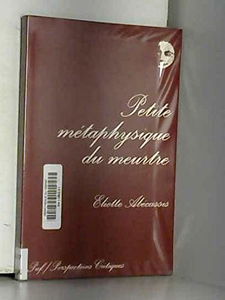 Petite
métaphysique
du meurtre
Eliette Abecassis
Puf / Perspectives Critiques